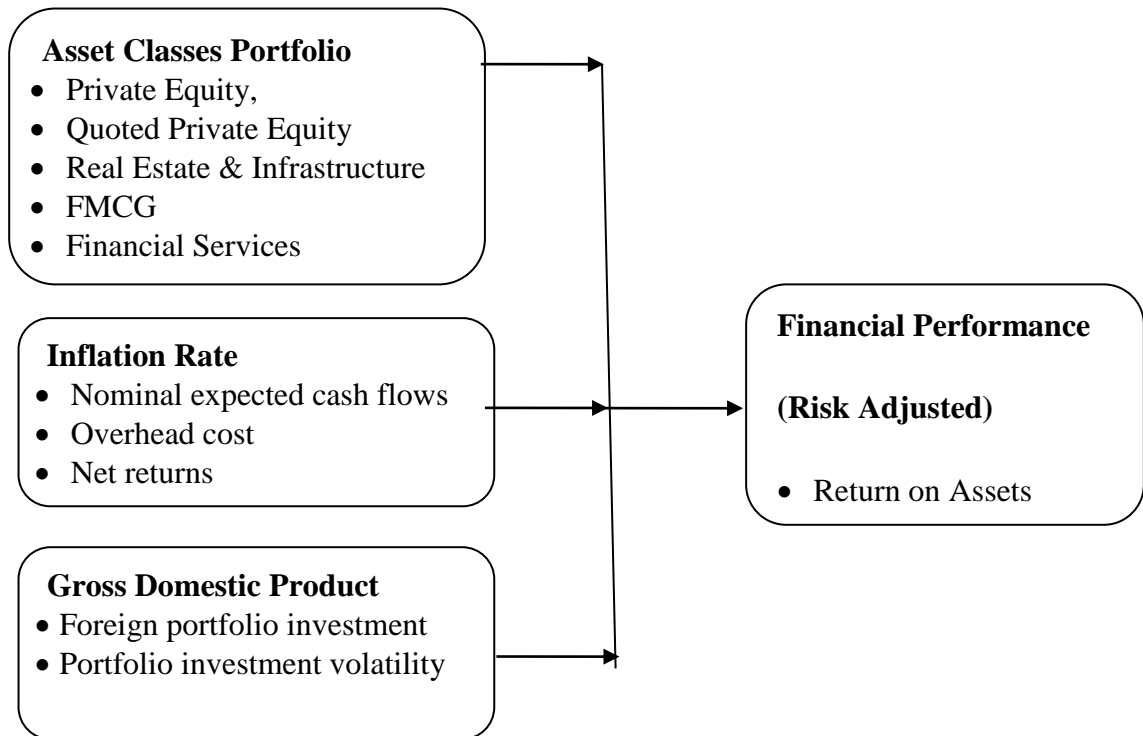 Asset Classes Portfolio
• Private Equity,
• Quoted Private Equity
• Real Estate & Infrastructure
• FMCG
• Financial Services
Inflation Rate
• Nominal expected cash flows
• Overhead cost
• Net returns
Gross Domestic Product
• Foreign portfolio investment
• Portfolio investment volatility
Financial Performance
(Risk Adjusted)
• Return on Assets